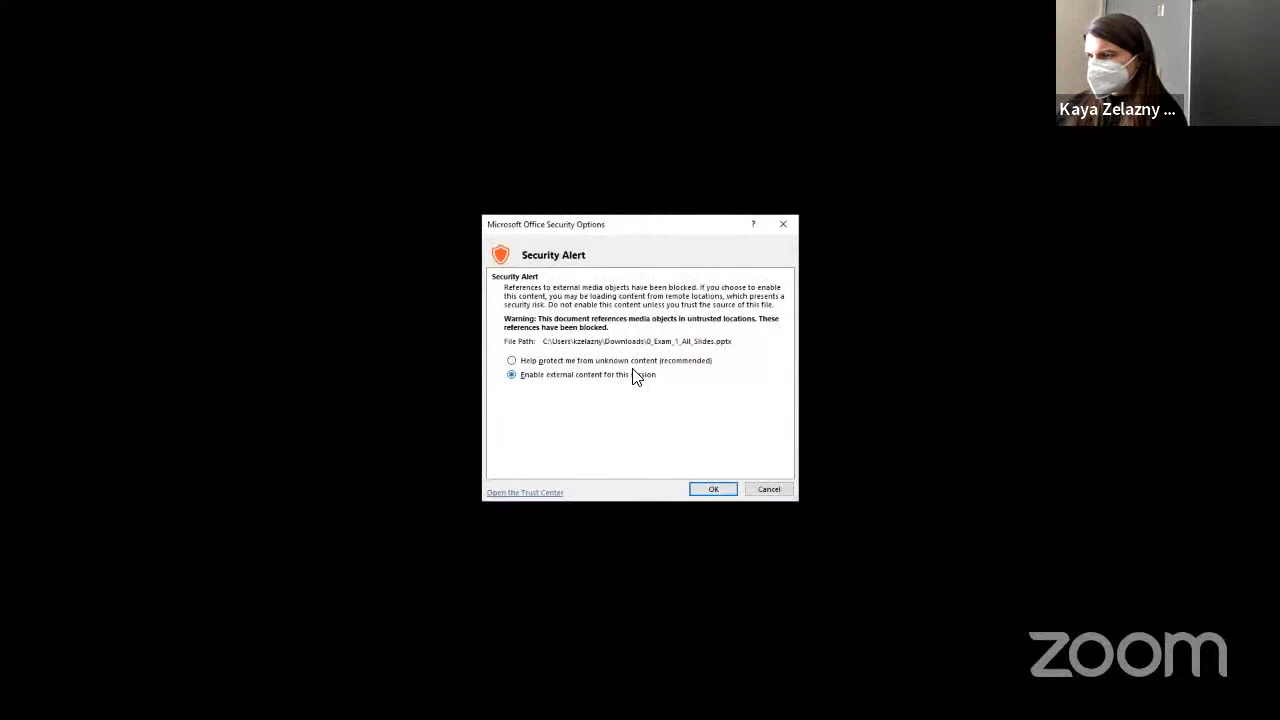 Kaya Zelazny ...
Microsoft Office Security Options
?
Security Alert
Security Alert
References to external media objects have been blocked. If you choose to enable
this content, you may be loading content from remote locations, which presents a
security risk. Do not enable this content unless you trust the source of this file.
Warning: This document references media objects in untrusted locations. These
references have been blocked.
File Path: C:\Users\kzelazny\Downloads\0_Exam_1_All_Slides.pptx
Help protect me from unknown content (recommended)
Enable external content for this
Open the Trust Center
OK
Cancel
zoom